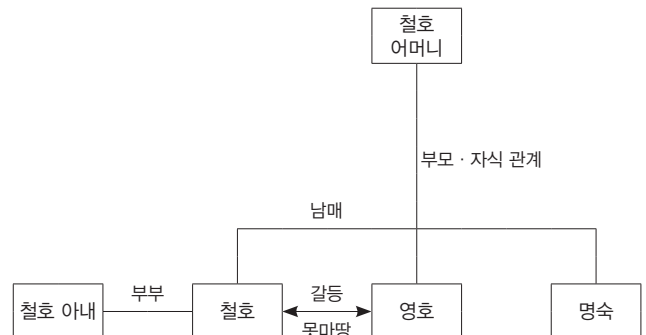 철호
어머니
부모 · 자식 관계
남매
철호 아내
부부
철호
갈등
못마땅
영호
명숙